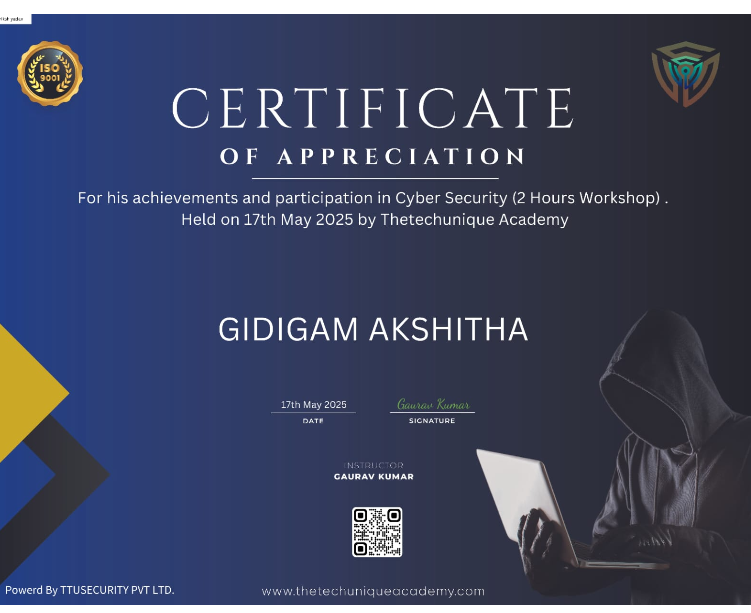 ISO
9001
CERTIFICATE
OF APPRECIATION
For his achievements and participation in Cyber Security (2 Hours Workshop) .
Held on 17th May 2025 by Thetechunique Academy
GIDIGAM AKSHITHA
17th May 2025
Gaurav Kumar
DATE
SIGNATURE
INSTRUCTOR
GAURAV KUMAR
Powerd By TTUSECURITY PVT LTD.
www.thetechuniqueacademy.com